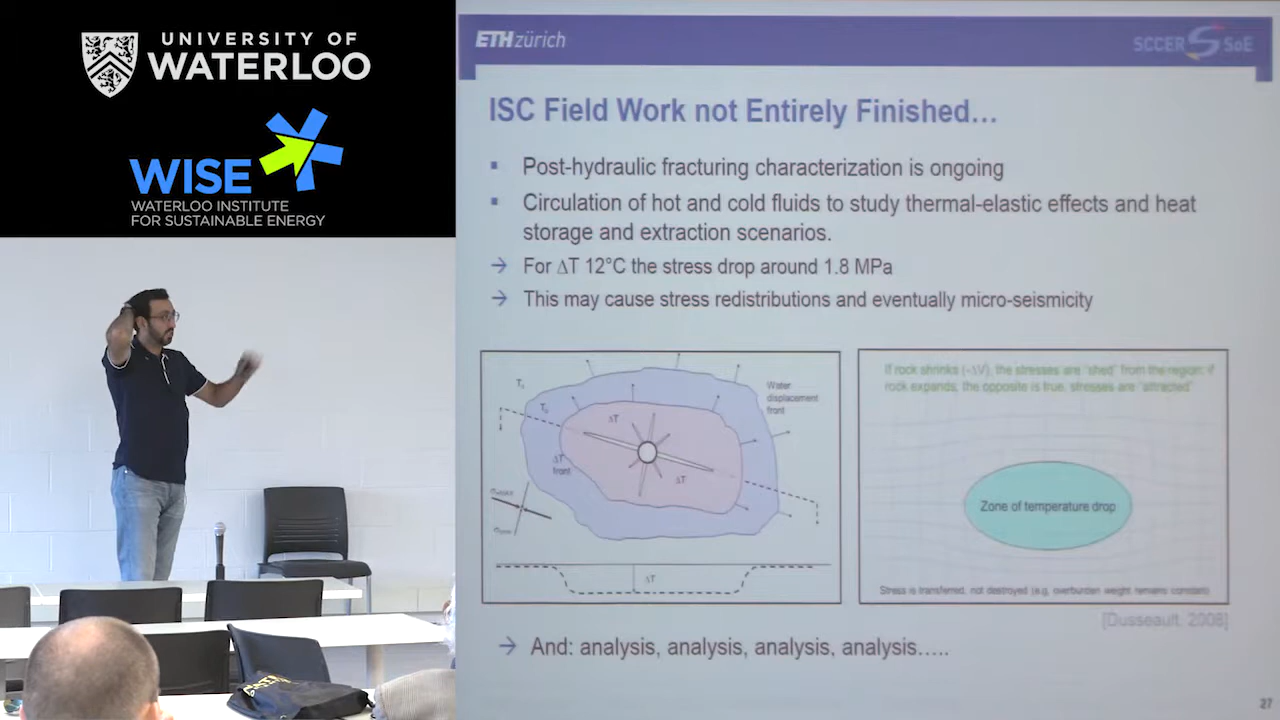 UNIVERSITY OF
WATERLOO
WISE
WATERLOO INSTITUTE
FOR SUSTAINABLE ENERGY
ETH zürich
SCCER SoE
ISC Field Work not Entirely Finished…
Post-hydraulic fracturing characterization is ongoing
Circulation of hot and cold fluids to study thermal-elastic effects and heat
storage and extraction scenarios.
→ For ΔT 12°C the stress drop around 1.8 MPa
→ This may cause stress redistributions and eventually micro-seismicity
Water
displacement
front
ΔT
ΔT
front
ΔT
ΔT
If rock shrinks (-ΔV), the stresses are "shed" from the region: if
rock expands, the opposite is true, stresses are "attracted"
Zone of temperature drop
Stress is transferred, not destroyed (e.g. overburden weight remains constant)
[Dusseault, 2008]
→ And: analysis, analysis, analysis, analysis…..
27